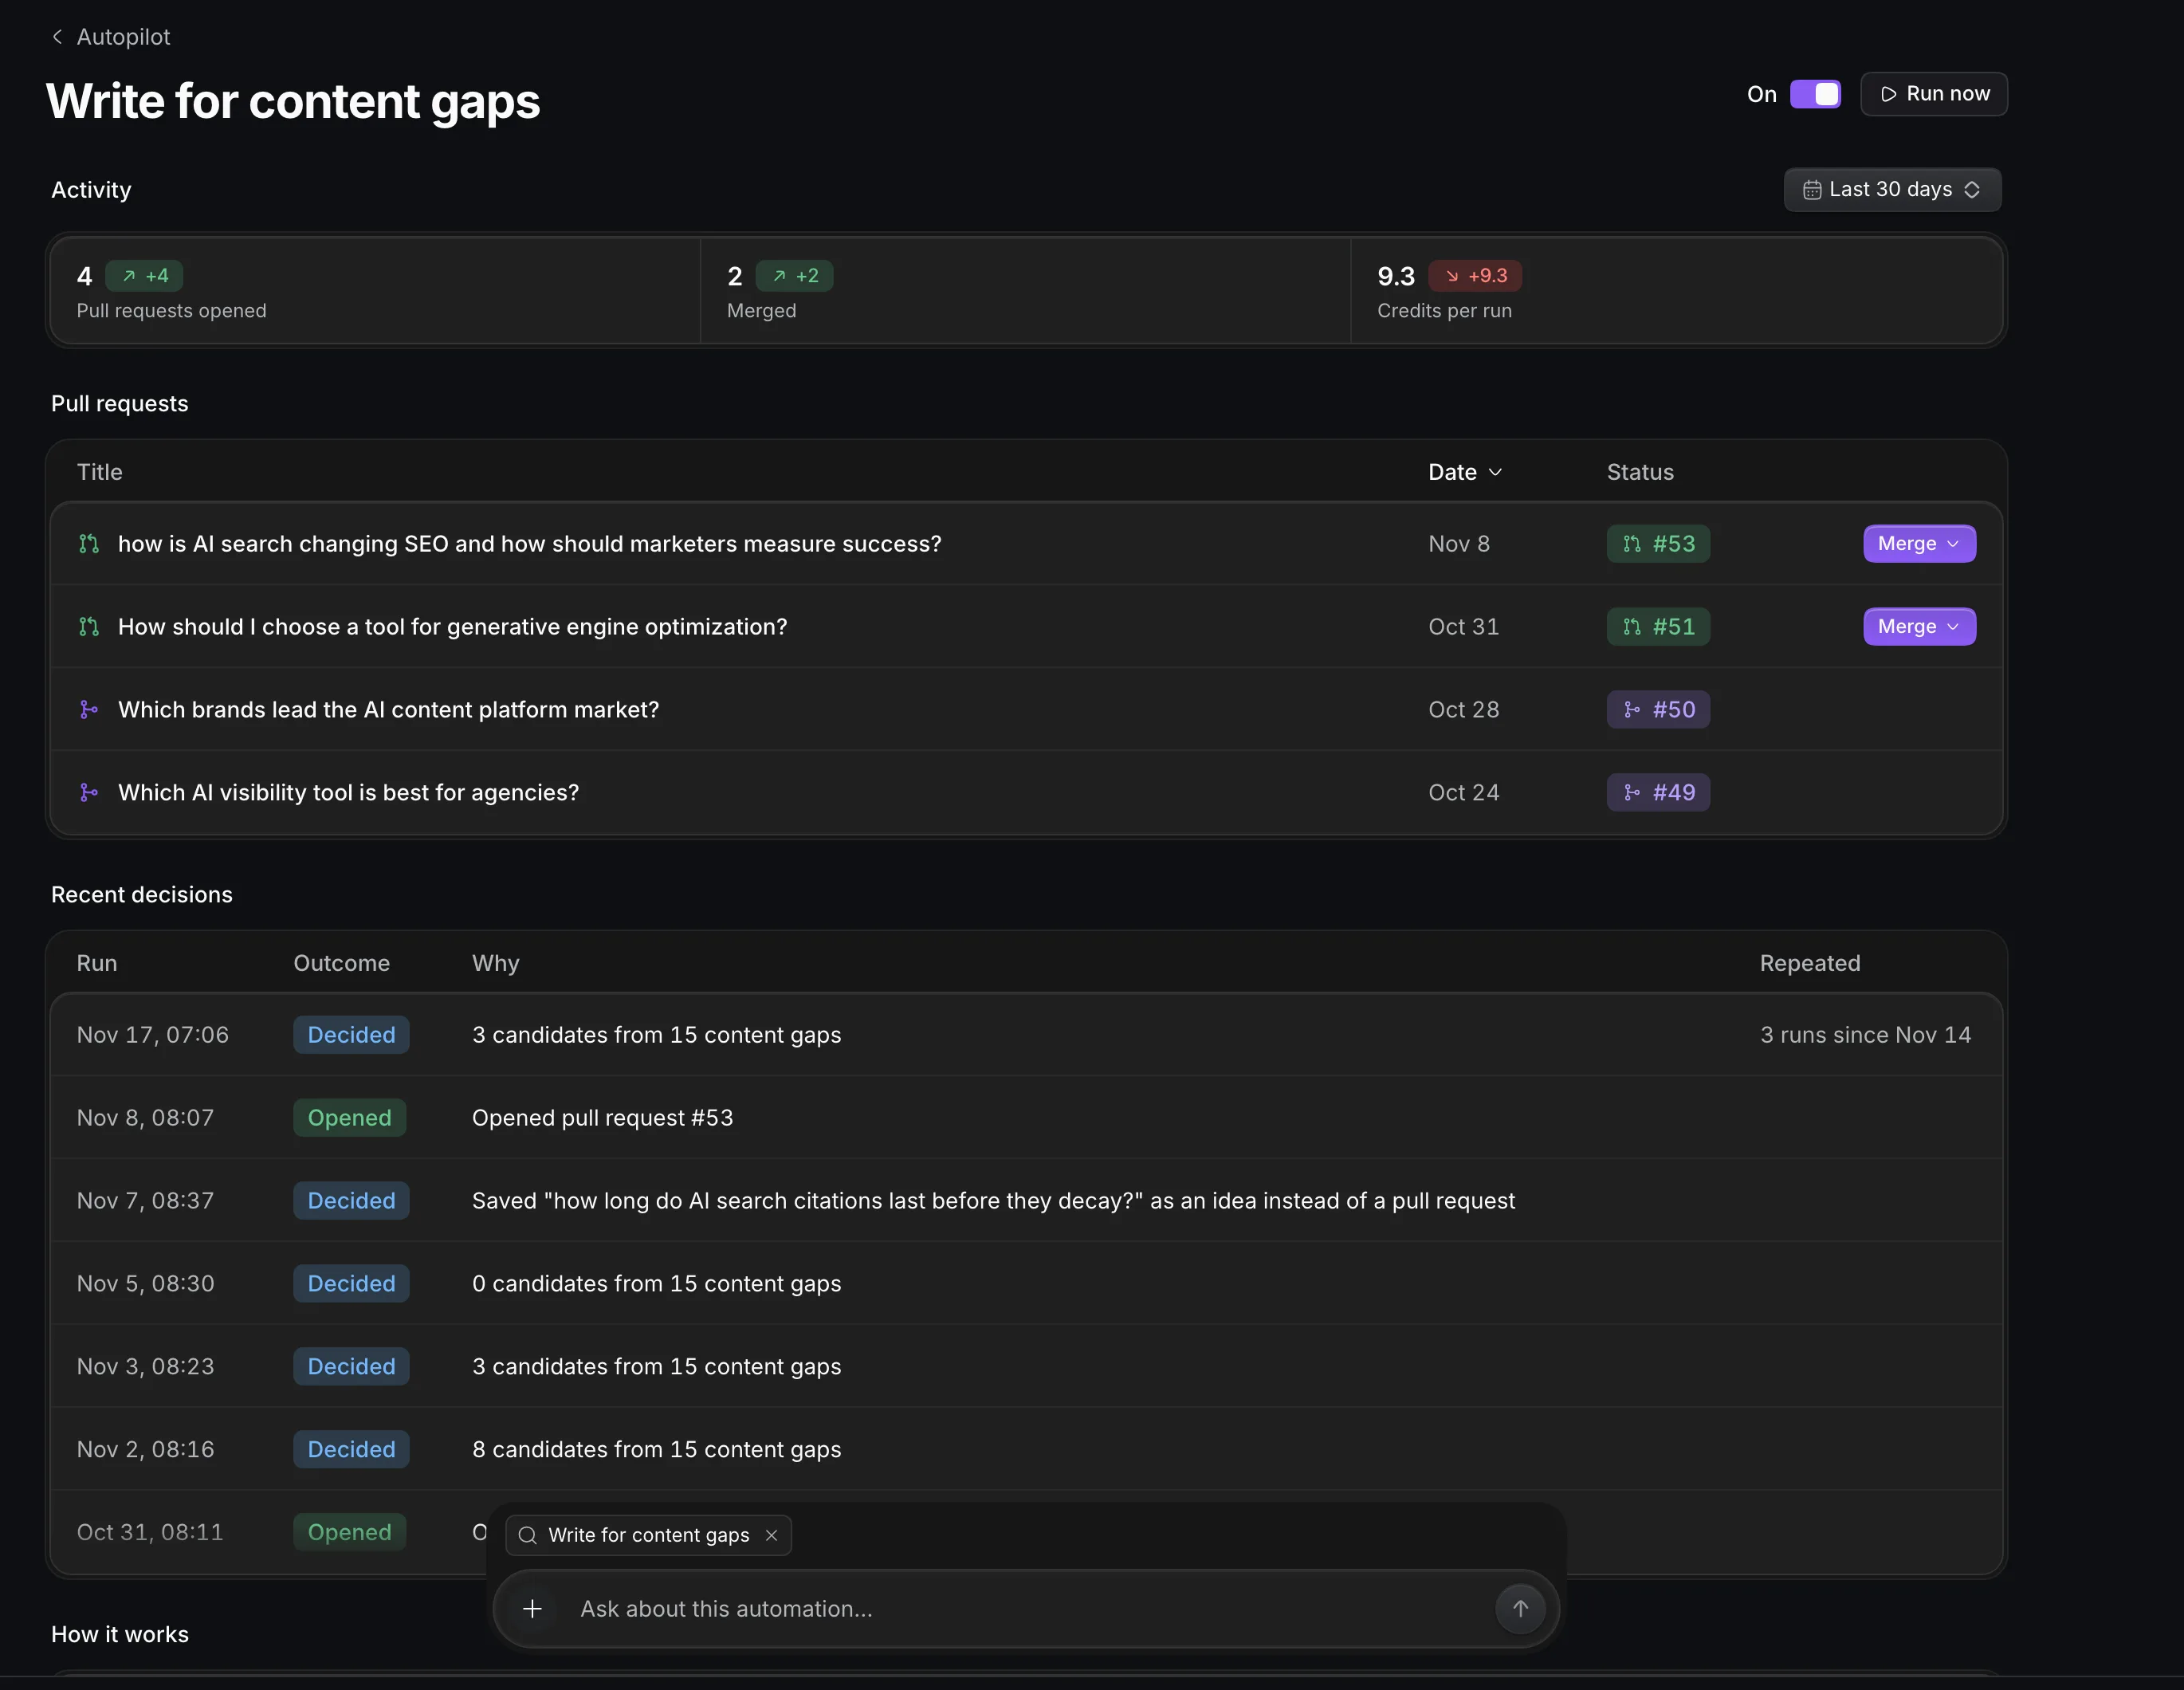 Autopilot
Write for content gaps
On
Run now
Activity
Last 30 days
4 +4
Pull requests opened
2 +2
Merged
9.3 +9.3
Credits per run
Pull requests
Title Date Status
how is AI search changing SEO and how should marketers measure success? Nov 8 #53 Merge
How should I choose a tool for generative engine optimization? Oct 31 #51 Merge
Which brands lead the AI content platform market? Oct 28 #50
Which AI visibility tool is best for agencies? Oct 24 #49
Recent decisions
Run Outcome Why Repeated
Nov 17, 07:06 Decided 3 candidates from 15 content gaps 3 runs since Nov 14
Nov 8, 08:07 Opened Opened pull request #53
Nov 7, 08:37 Decided Saved "how long do AI search citations last before they decay?" as an idea instead of a pull request
Nov 5, 08:30 Decided 0 candidates from 15 content gaps
Nov 3, 08:23 Decided 3 candidates from 15 content gaps
Nov 2, 08:16 Decided 8 candidates from 15 content gaps
Oct 31, 08:11 Opened
Write for content gaps
Ask about this automation...
How it works